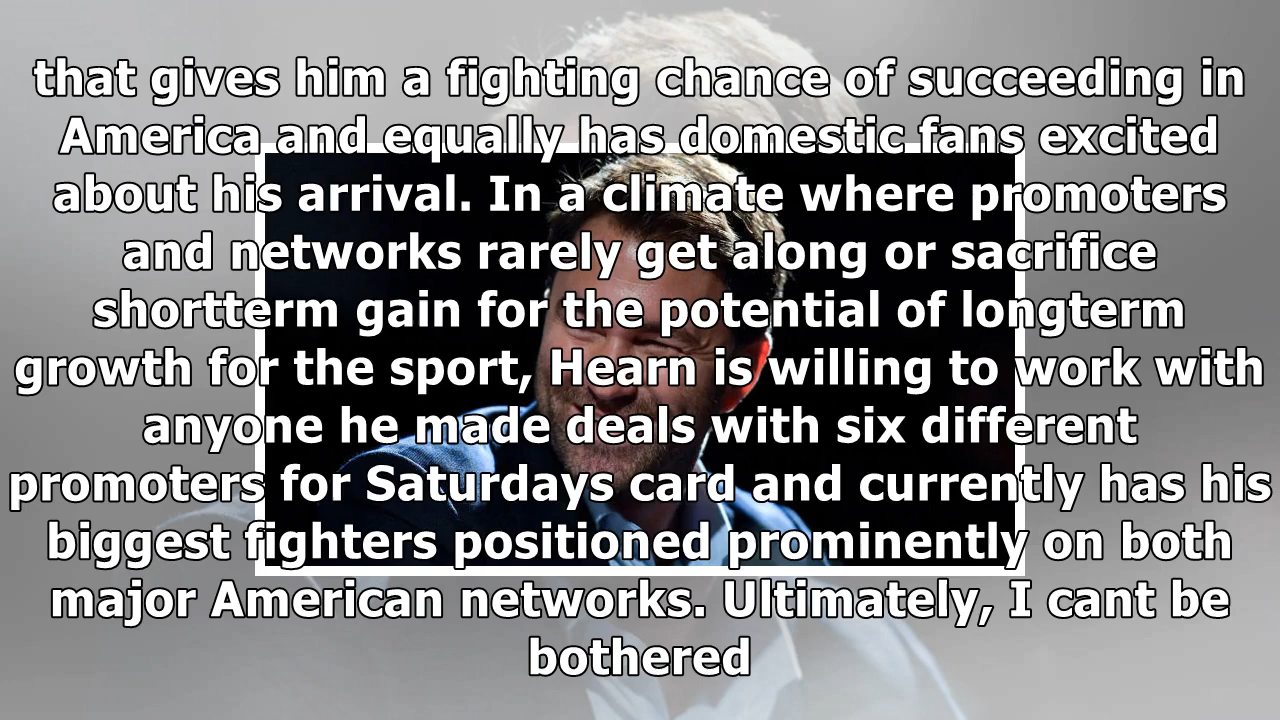 that gives him a fighting chance of succeeding in
America and equally has domestic fans excited
about his arrival. In a climate where promoters
and networks rarely get along or sacrifice
shortterm gain for the potential of longterm
growth for the sport, Hearn is willing to work with
anyone he made deals with six different
promoters for Saturdays card and currently has his
biggest fighters positioned prominently on both
major American networks. Ultimately, I cant be
bothered